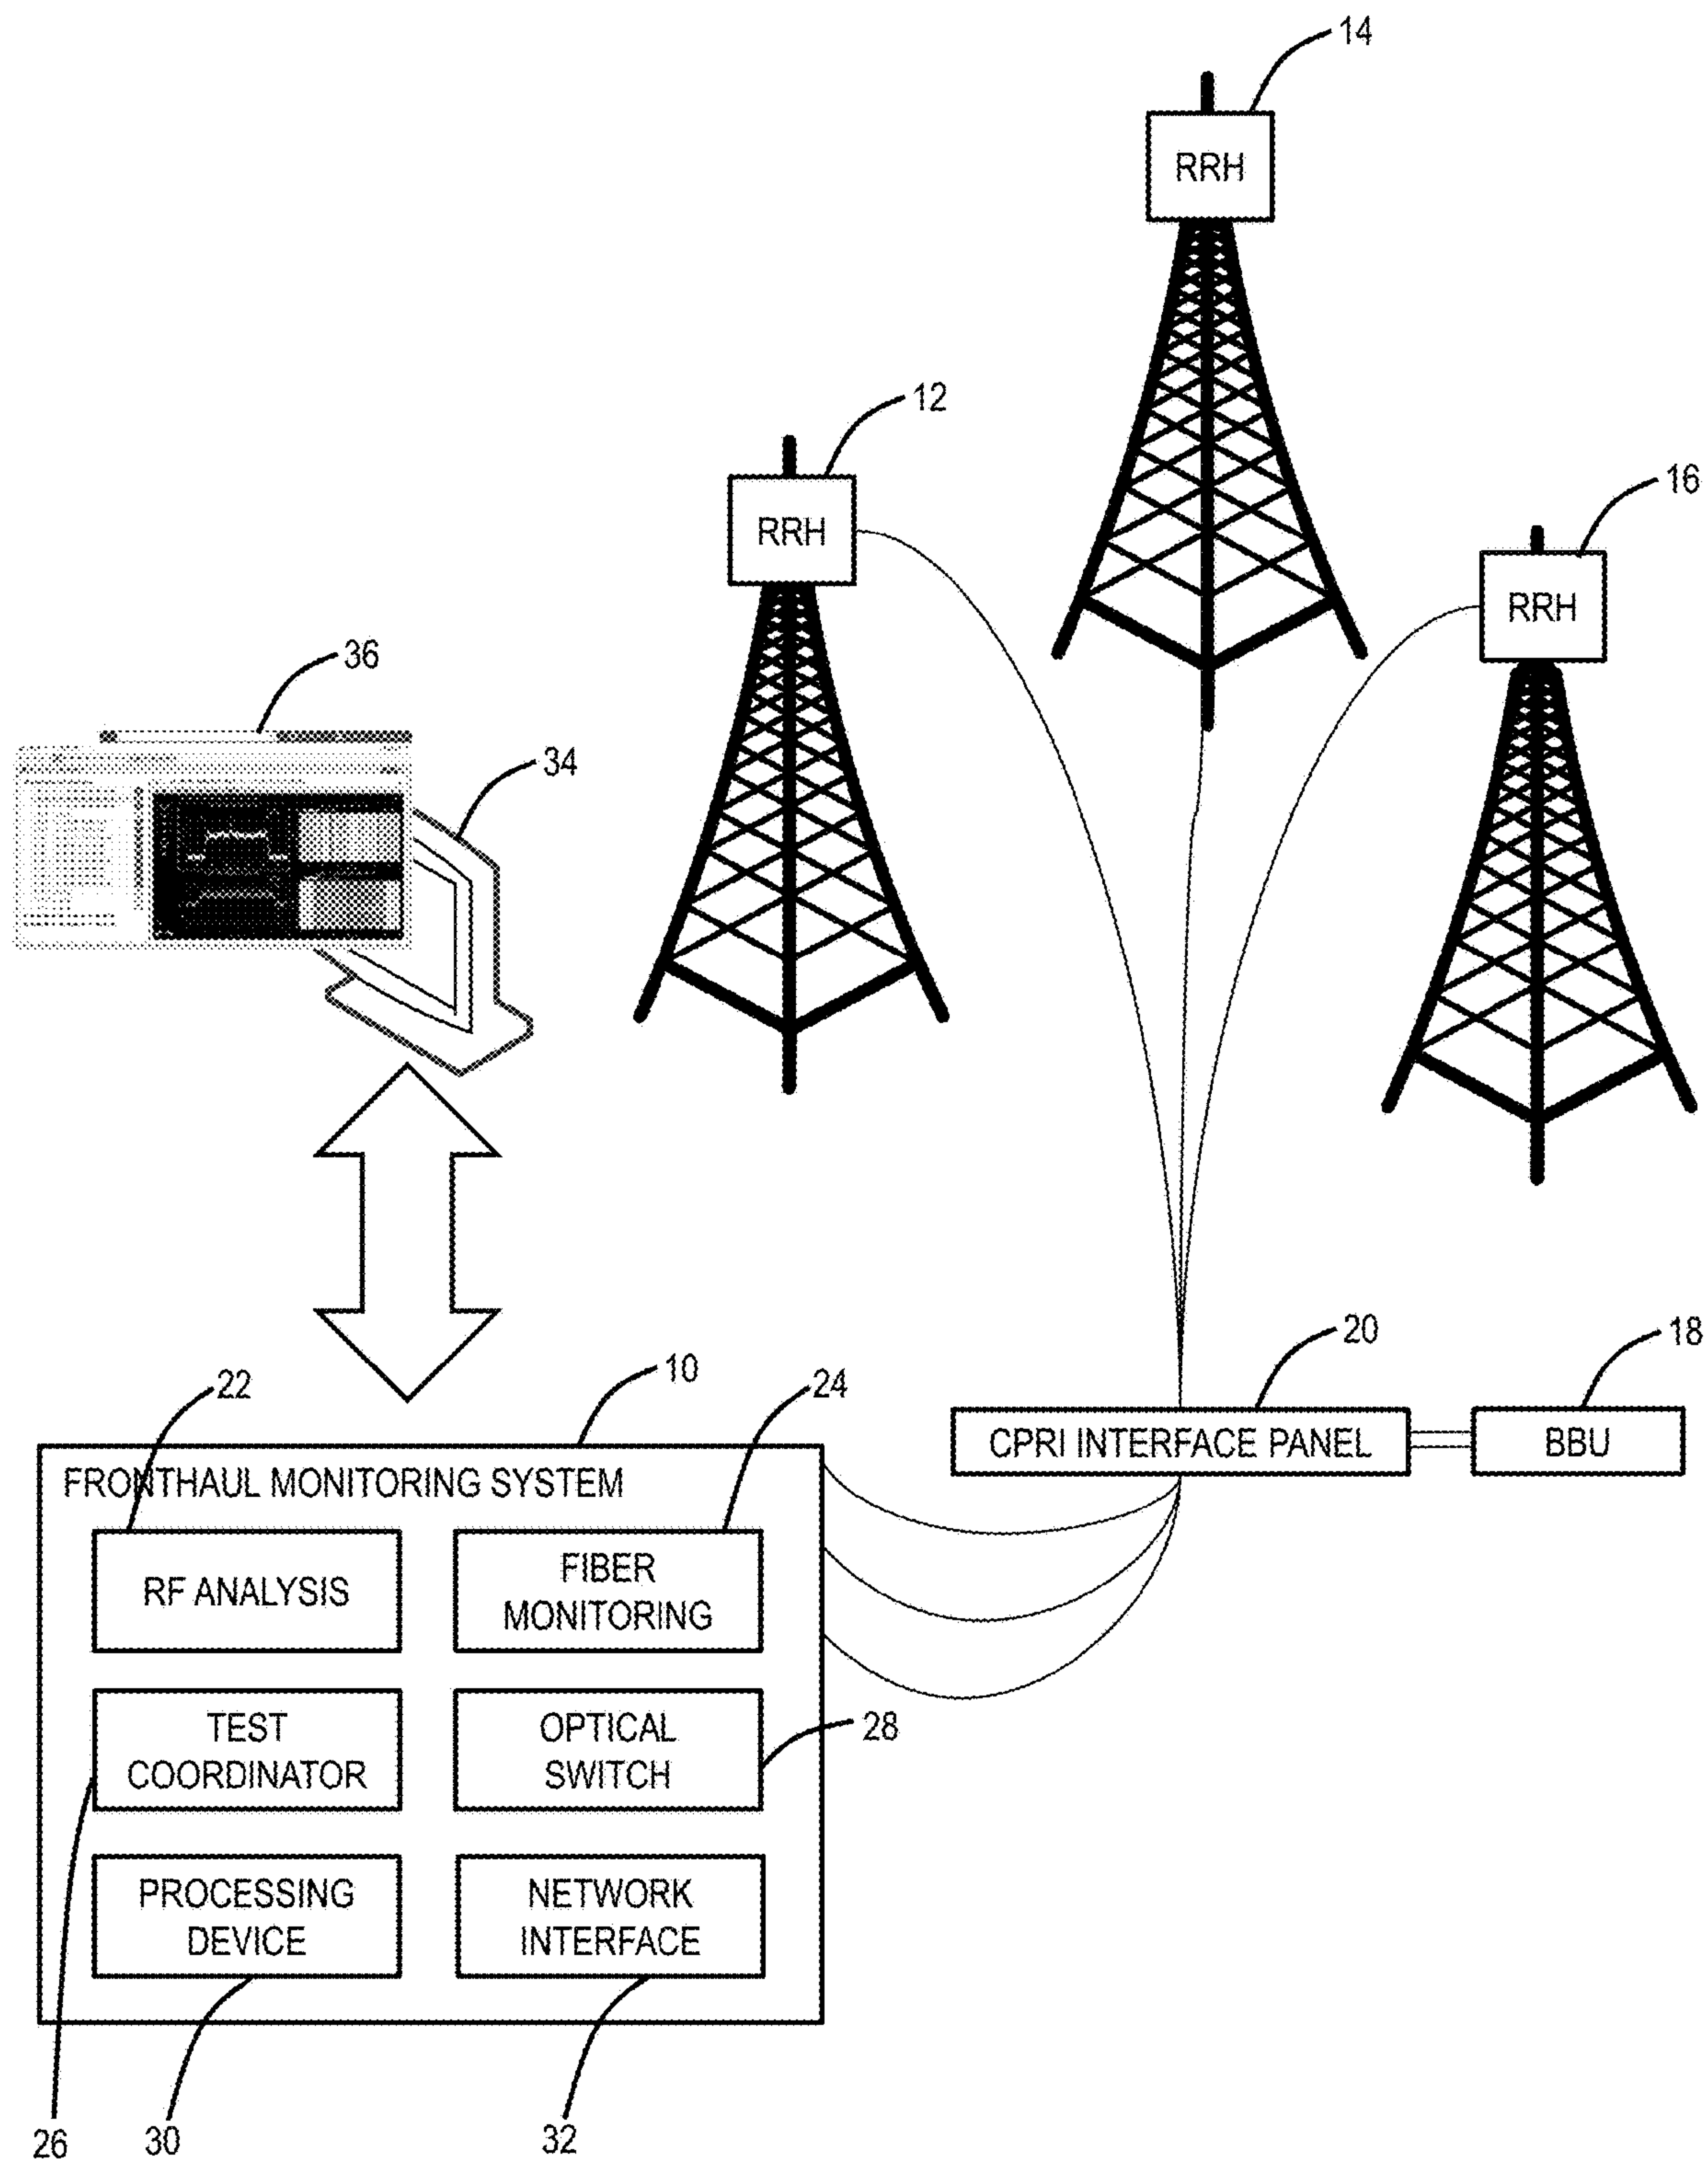 14
RRH
12
RRH
16
RRH
36
34
20
18
CPRI INTERFACE PANEL
BBU
10
22
24
FRONTHAUL MONITORING SYSTEM
RF ANALYSIS
FIBER
MONITORING
TEST
COORDINATOR
OPTICAL
SWITCH
28
PROCESSING
DEVICE
NETWORK
INTERFACE
26
30
32